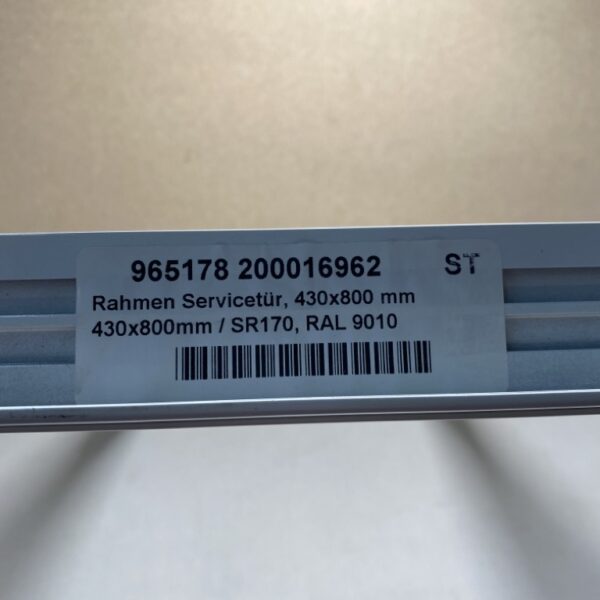 965178 200016962 ST
Rahmen Servicetür, 430x800 mm
430x800mm / SR170, RAL 9010